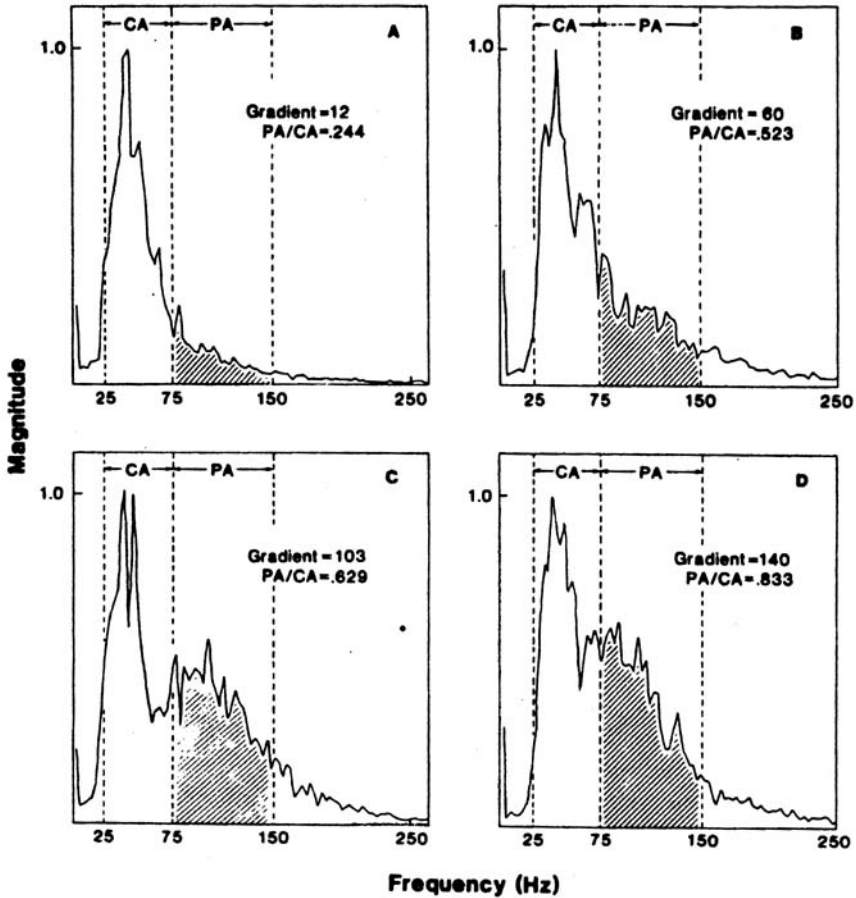 CA PA
A
1.0
Gradient=12
PA/CA=.244
25 75 150 250
CA PA
B
1.0
Gradient=60
PA/CA=.523
25 75 150 250
Magnitude
CA PA
C
1.0
Gradient=103
PA/CA=.629
25 75 150 250
CA PA
D
1.0
Gradient=140
PA/CA=.833
25 75 150 250
Frequency (Hz)